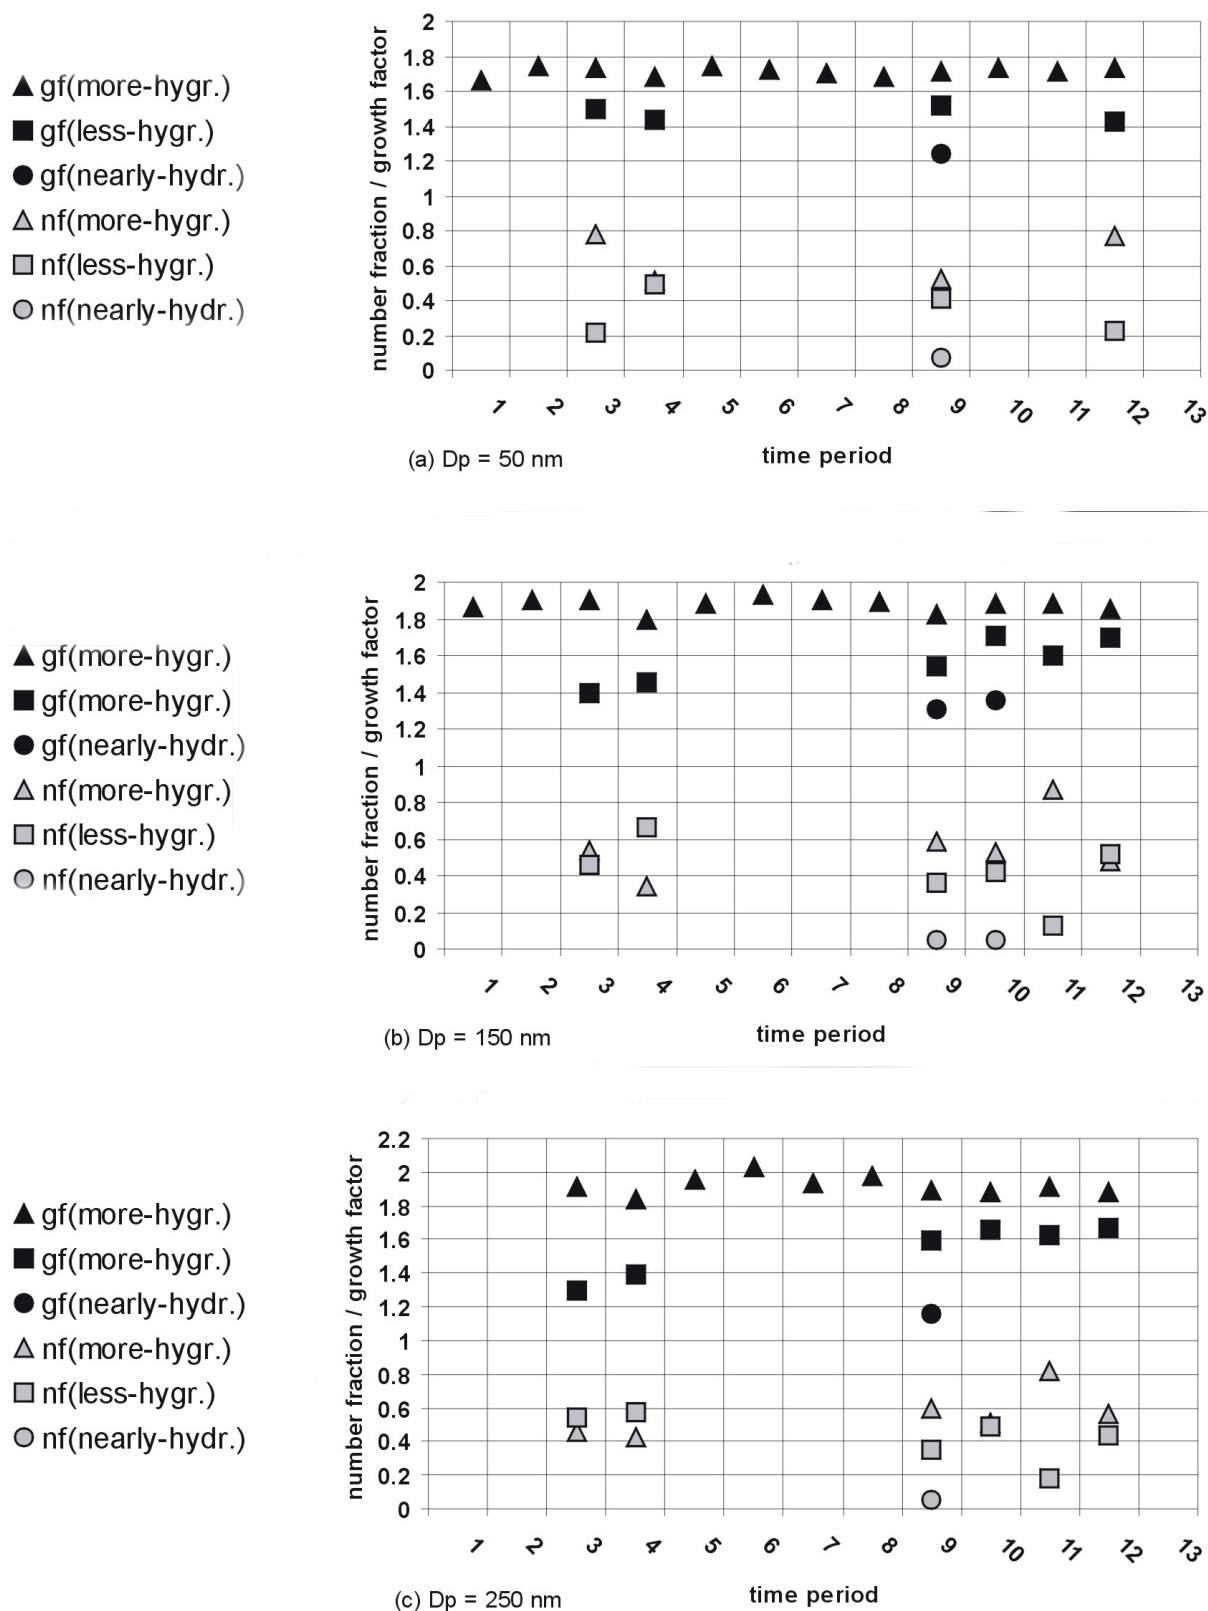 gf(more-hygr.)
gf(less-hygr.)
gf(nearly-hydr.)
nf(more-hygr.)
nf(less-hygr.)
nf(nearly-hydr.)
number fraction / growth factor
2
1.8
1.6
1.4
1.2
1
0.8
0.6
0.4
0.2
0
1 2 3 4 5 6 7 8 9 10 11 12 13
(a) Dp = 50 nm
time period
gf(more-hygr.)
gf(more-hygr.)
gf(nearly-hydr.)
nf(more-hygr.)
nf(less-hygr.)
nf(nearly-hydr.)
number fraction / growth factor
2
1.8
1.6
1.4
1.2
1
0.8
0.6
0.4
0.2
0
1 2 3 4 5 6 7 8 9 10 11 12 13
(b) Dp = 150 nm
time period
gf(more-hygr.)
gf(more-hygr.)
gf(nearly-hydr.)
nf(more-hygr.)
nf(less-hygr.)
nf(nearly-hydr.)
number fraction / growth factor
2.2
2
1.8
1.6
1.4
1.2
1
0.8
0.6
0.4
0.2
0
1 2 3 4 5 6 7 8 9 10 11 12 13
(c) Dp = 250 nm
time period